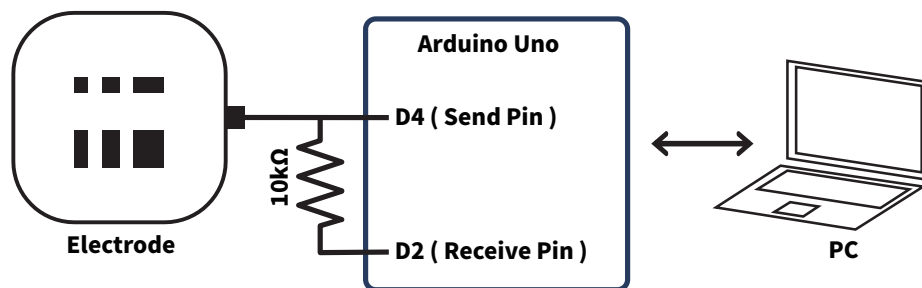 Arduino Uno
D4 ( Send Pin )
10kΩ
D2 ( Receive Pin )
Electrode
PC